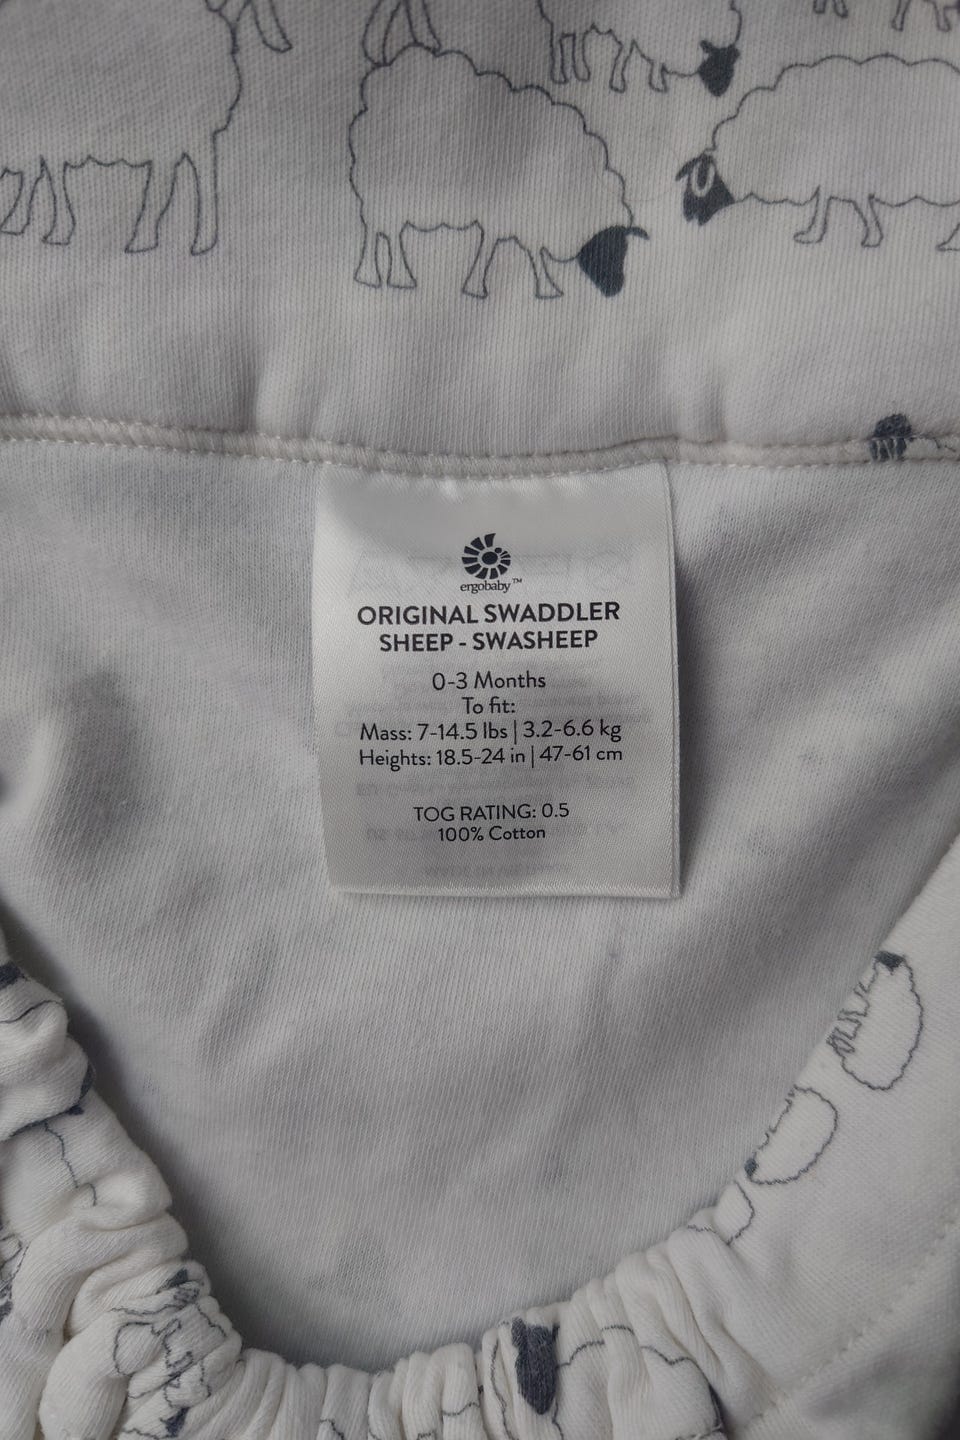 ergobaby™
ORIGINAL SWADDLER
SHEEP - SWASHEEP
0-3 Months
To fit:
Mass: 7-14.5 lbs | 3.2-6.6 kg
Heights: 18.5-24 in | 47-61 cm
TOG RATING: 0.5
100% Cotton